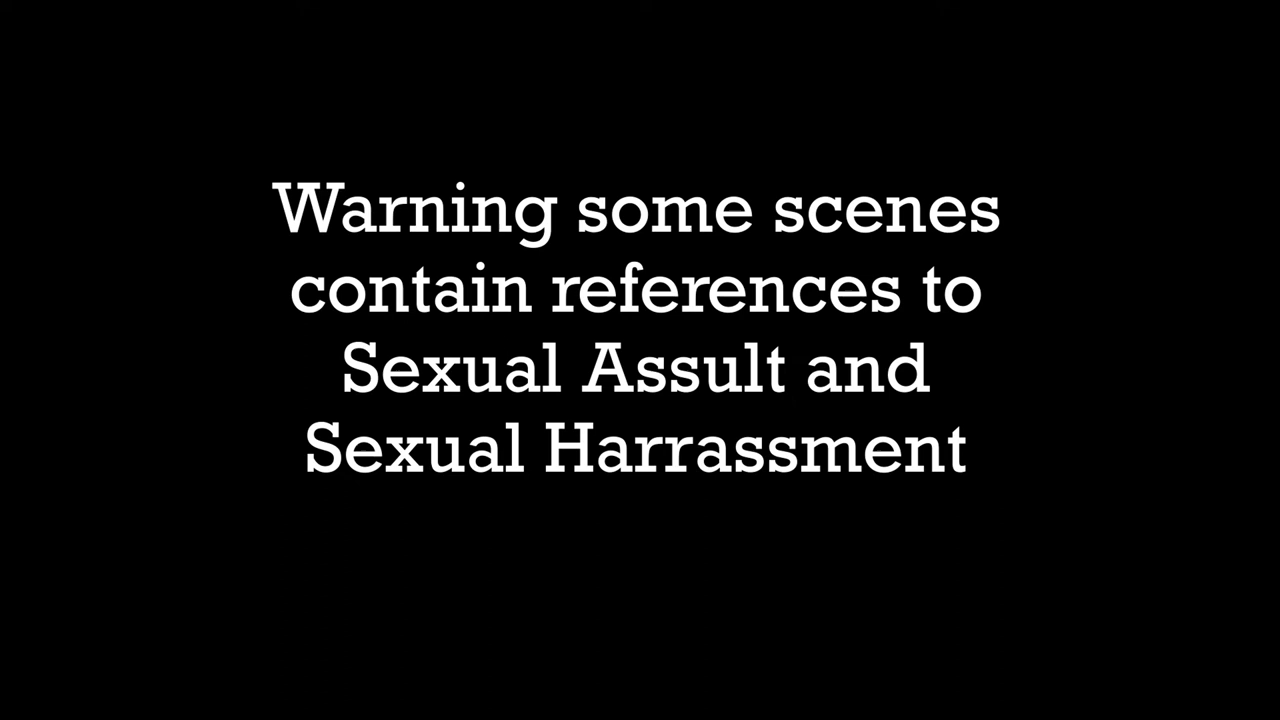 Warning some scenes
contain references to
Sexual Assult and
Sexual Harrassment